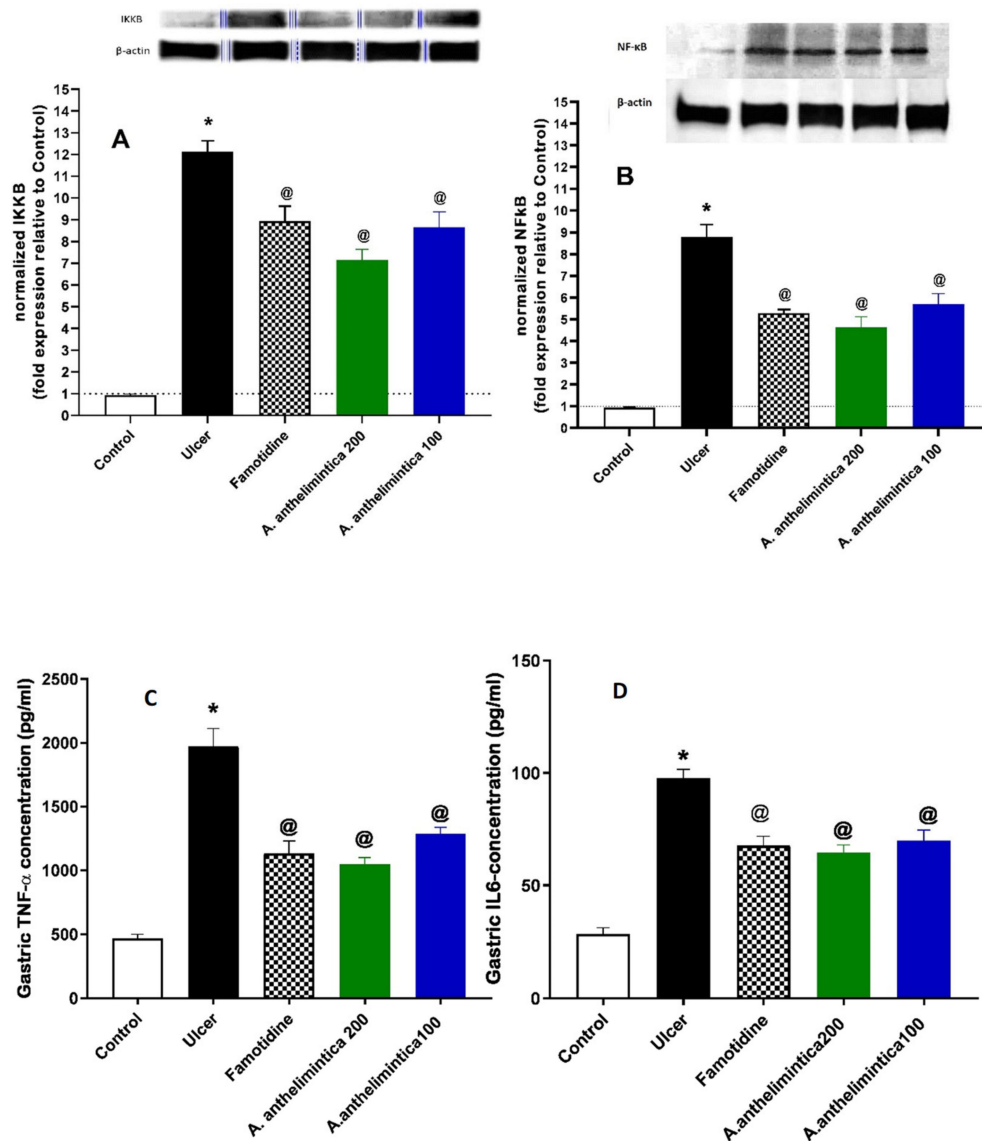 IKKB
β-actin
normalized IKKB
(fold expression relative to Control)
15
14
13
12
11
10
9
8
7
6
5
4
3
2
1
0
A
*
@
@
@
Control
Ulcer
Famotidine
A. anthelimintica 200
A. anthelimintica 100
NF-κB
β-actin
normalized NFkB
(fold expression relative to Control)
15
14
13
12
11
10
9
8
7
6
5
4
3
2
1
0
B
*
@
@
@
Control
Ulcer
Famotidine
A. anthelimintica 200
A. anthelimintica 100
Gastric TNF-α concentration (pg/ml)
2500
2000
1500
1000
500
0
C
*
@
@
@
Control
Ulcer
Famotidine
A. anthelimintica 200
A.anthelimintica100
Gastric IL6-concentration (pg/ml)
150
100
50
0
D
*
@
@
@
Control
Ulcer
Famotidine
A.anthelimintica200
A.anthelimintica100